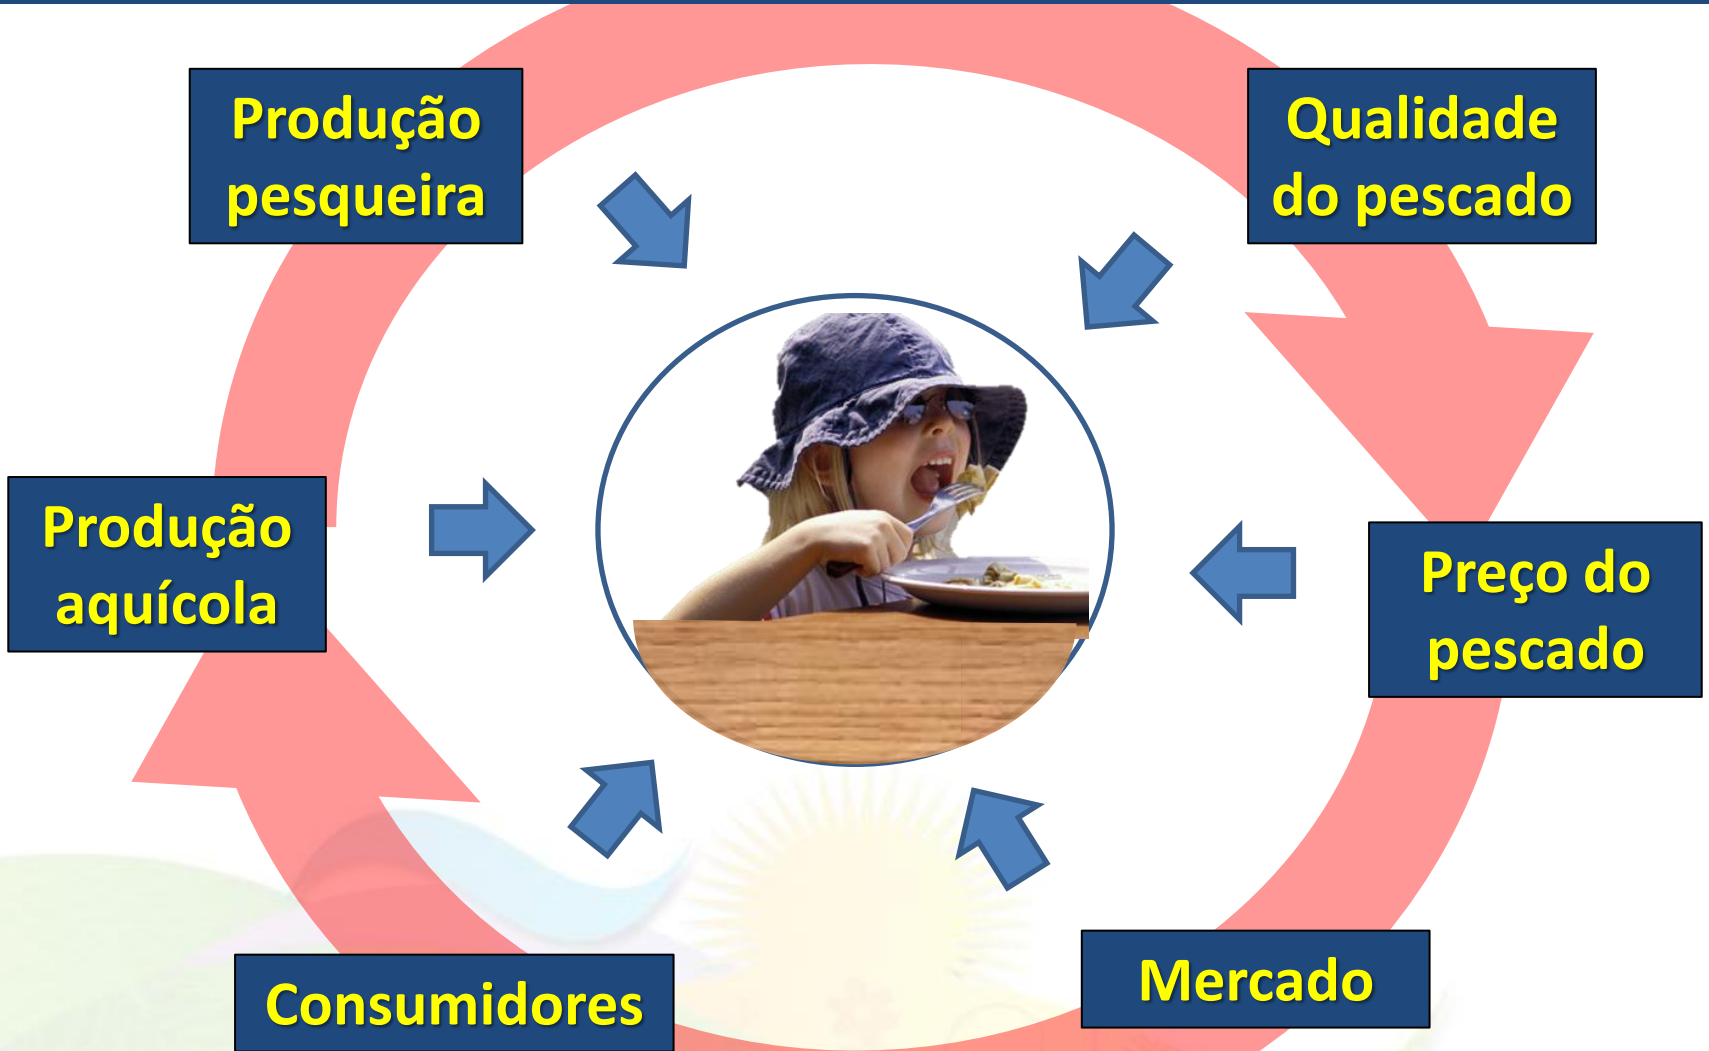 Produção
pesqueira
Qualidade
do pescado
Produção
aquícola
Preço do
pescado
Consumidores
Mercado